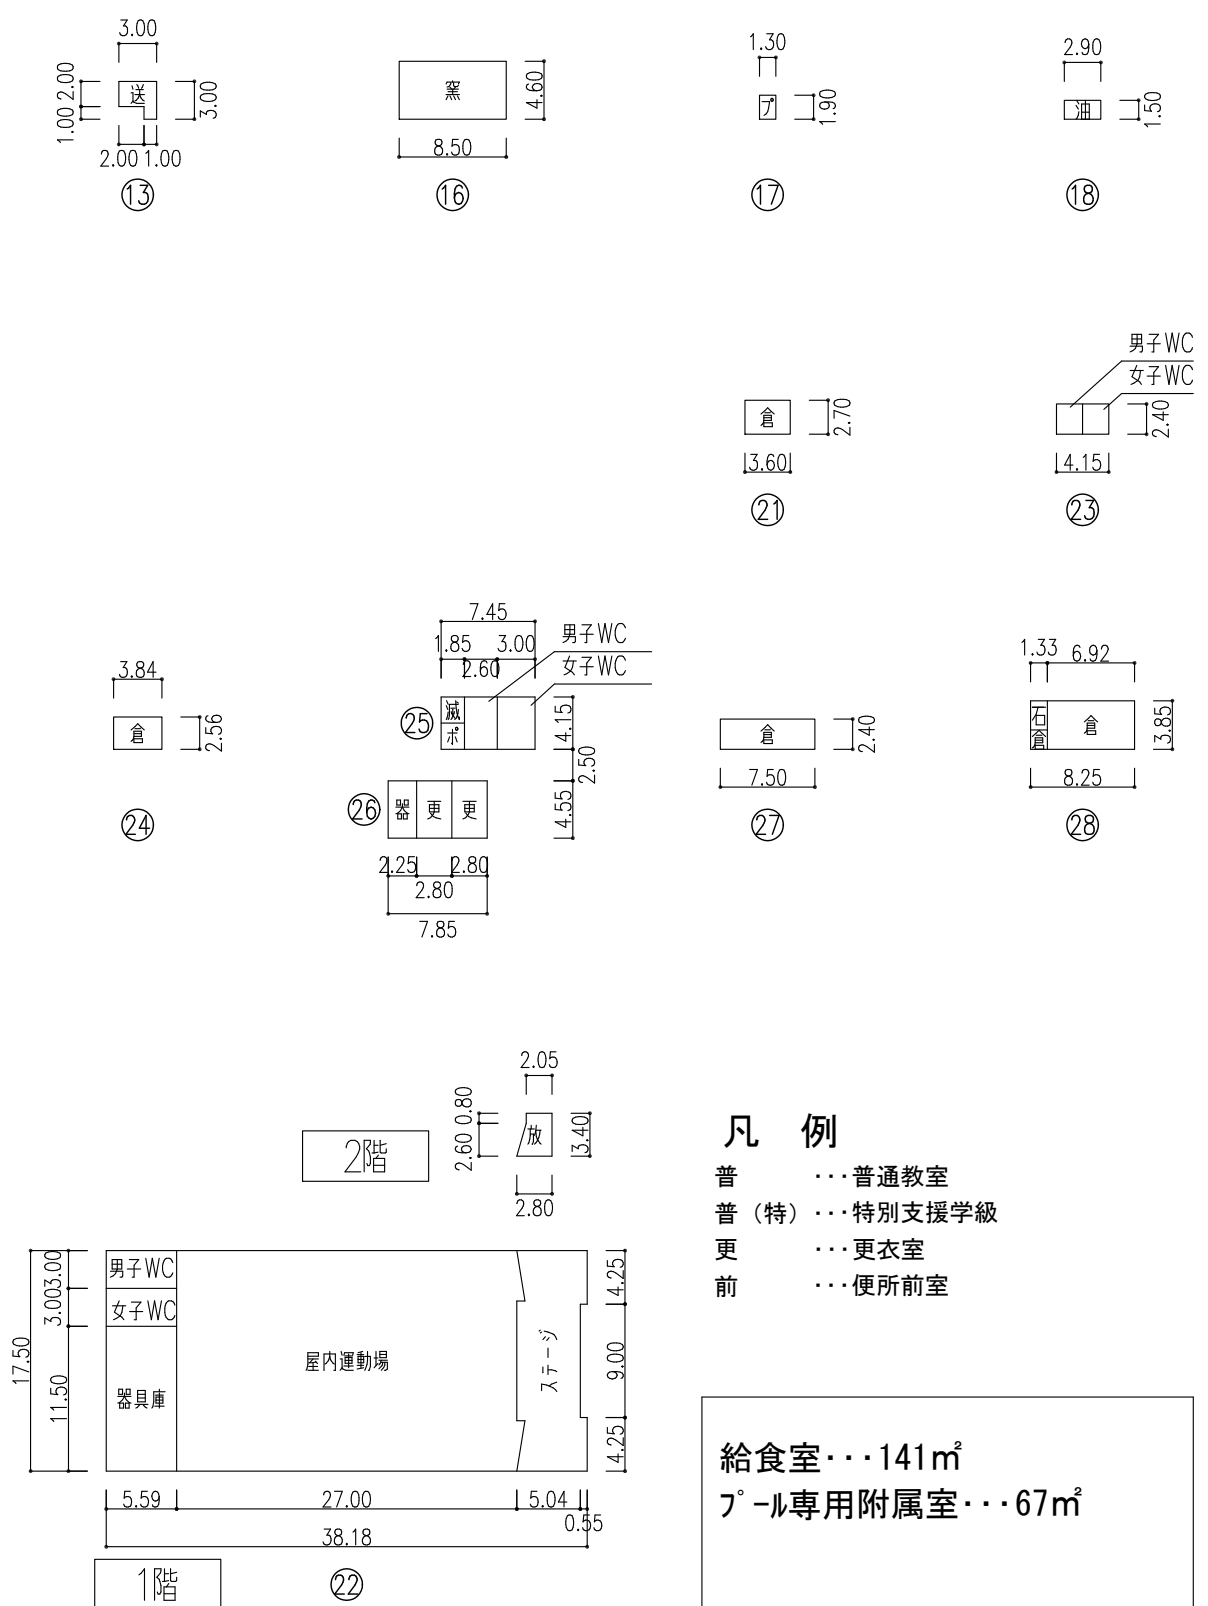 3.00
2.00
1.00
送
3.00
2.00 1.00
⑬
窯
4.60
8.50
⑯
1.30
プ
1.90
⑰
2.90
油
1.50
⑱
倉
2.70
3.60
㉑
男子WC
女子WC
2.40
4.15
㉓
3.84
倉
2.56
㉔
7.45
1.85
2.60
3.00
男子WC
女子WC
㉕
滅
ポ
4.15
2.50
4.55
㉖
器
更
更
2.25
2.80
2.80
7.85
倉
2.40
7.50
㉗
1.33
6.92
石倉
倉
3.85
8.25
㉘
2階
2.05
0.80
2.60
放
3.40
2.80
凡 例
普 ・・・普通教室
普（特）・・・特別支援学級
更 ・・・更衣室
前 ・・・便所前室
17.50
3.00
3.00
11.50
男子WC
女子WC
器具庫
屋内運動場
ステージ
4.25
9.00
4.25
5.59
27.00
5.04
0.55
38.18
1階
㉒
給食室・・・141㎡
プール専用附属室・・・67㎡